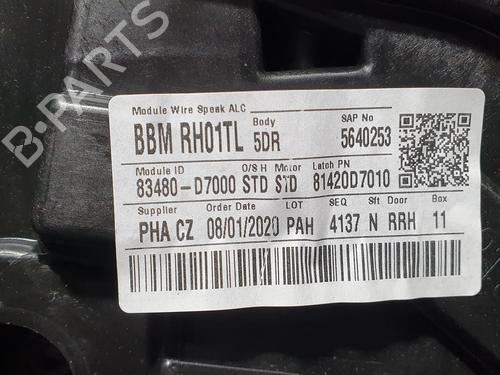 B-PARTS
Module Wire Speak ALC Body SAP No
BBM RH01TL 5DR 5640253
Module ID O/S H Motor Latch PN
83480-D7000 STD STD 81420D7010
Supplier Order Date LOT SEQ Sft Door Box
PHA CZ 08/01/2020 PAH 4137 N RRH 11